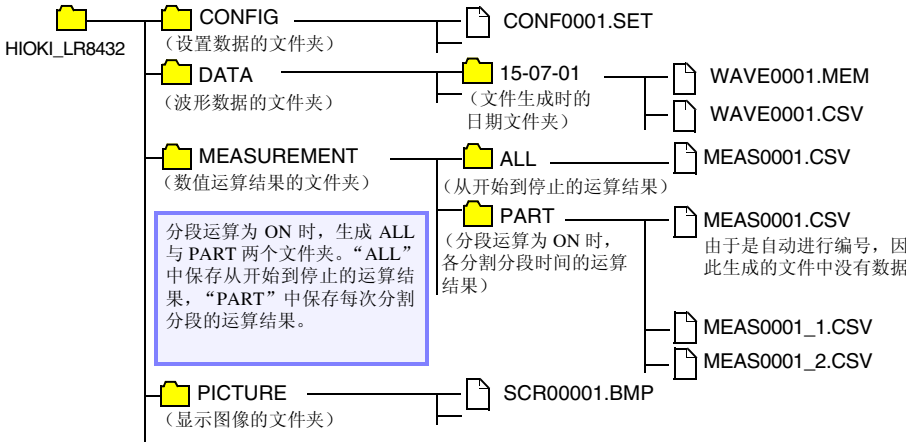 HIOKI_LR8432
CONFIG
(设置数据的文件夹)
CONF0001.SET
DATA
(波形数据的文件夹)
15-07-01
(文件生成时的
日期文件夹)
WAVE0001.MEM
WAVE0001.CSV
MEASUREMENT
(数值运算结果的文件夹)
ALL
(从开始到停止的运算结果)
MEAS0001.CSV
PART
(分段运算为 ON 时,
各分割分段时间的运算
结果)
MEAS0001.CSV
由于是自动进行编号，因
此生成的文件中没有数据
MEAS0001_1.CSV
MEAS0001_2.CSV
分段运算为 ON 时，生成 ALL
与 PART 两个文件夹。“ALL”
中保存从开始到停止的运算结
果，“PART”中保存每次分割
分段的运算结果。
PICTURE
(显示图像的文件夹)
SCR00001.BMP